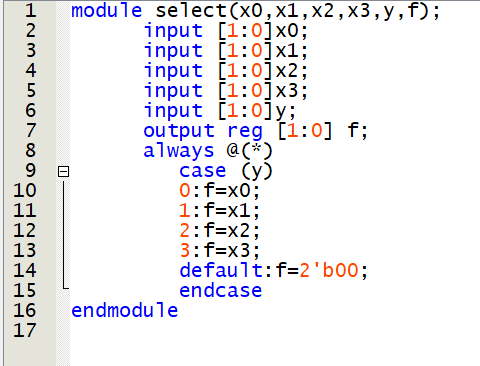 1 module select(x0,x1,x2,x3,y,f);
2 input [1:0]x0;
3 input [1:0]x1;
4 input [1:0]x2;
5 input [1:0]x3;
6 input [1:0]y;
7 output reg [1:0] f;
8 always @(*)
9 case (y)
10 0:f=x0;
11 1:f=x1;
12 2:f=x2;
13 3:f=x3;
14 default:f=2'b00;
15 endcase
16 endmodule
17